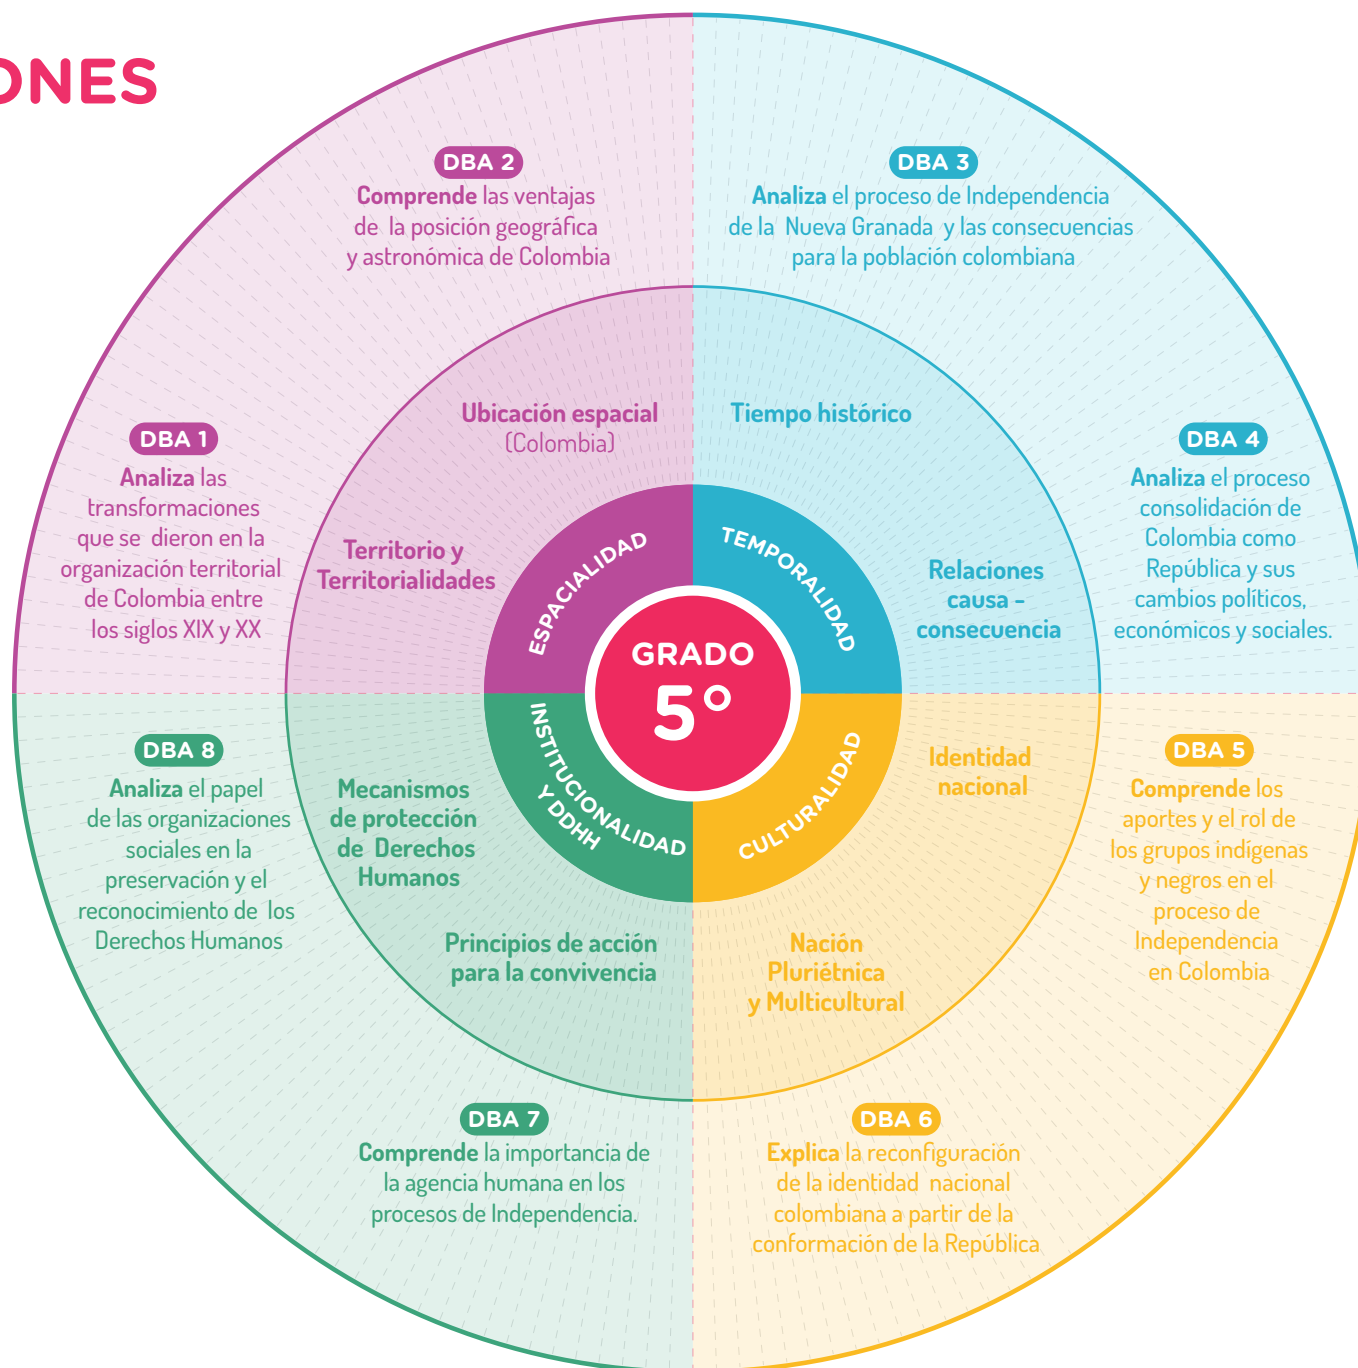 ONES
DBA 2
Comprende las ventajas
de la posición geográfica
y astronómica de Colombia
DBA 3
Analiza el proceso de Independencia
de la Nueva Granada y las consecuencias
para la población colombiana
DBA 1
Analiza las
transformaciones
que se dieron en la
organización territorial
de Colombia entre
los siglos XIX y XX
Ubicación espacial
(Colombia)
Territorio y
Territorialidades
Tiempo histórico
Relaciones
causa –
consecuencia
DBA 4
Analiza el proceso
consolidación de
Colombia como
República y sus
cambios políticos,
económicos y sociales.
ESPACIALIDAD
TEMPORALIDAD
GRADO
5°
INSTITUCIONALIDAD
Y DDHH
CULTURALIDAD
DBA 8
Analiza el papel
de las organizaciones
sociales en la
preservación y el
reconocimiento de los
Derechos Humanos
Mecanismos
de protección
de Derechos
Humanos
Principios de acción
para la convivencia
Identidad
nacional
Nación
Pluriétnica
y Multicultural
DBA 5
Comprende los
aportes y el rol de
los grupos indígenas
y negros en el
proceso de
Independencia
en Colombia
DBA 7
Comprende la importancia de
la agencia humana en los
procesos de Independencia.
DBA 6
Explica la reconfiguración
de la identidad nacional
colombiana a partir de la
conformación de la República